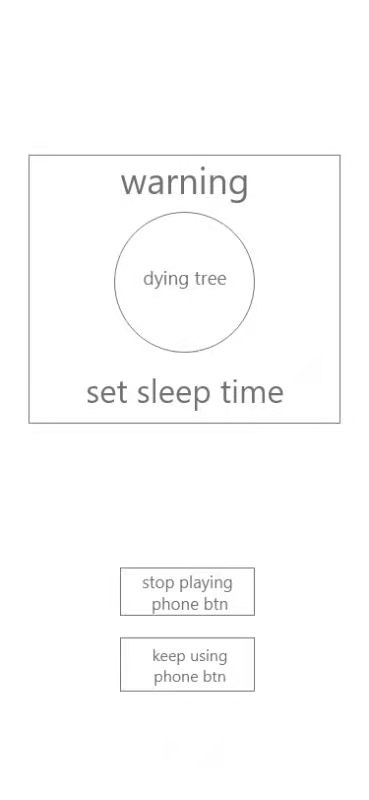 warning
dying tree
set sleep time
stop playing
phone btn
keep using
phone btn